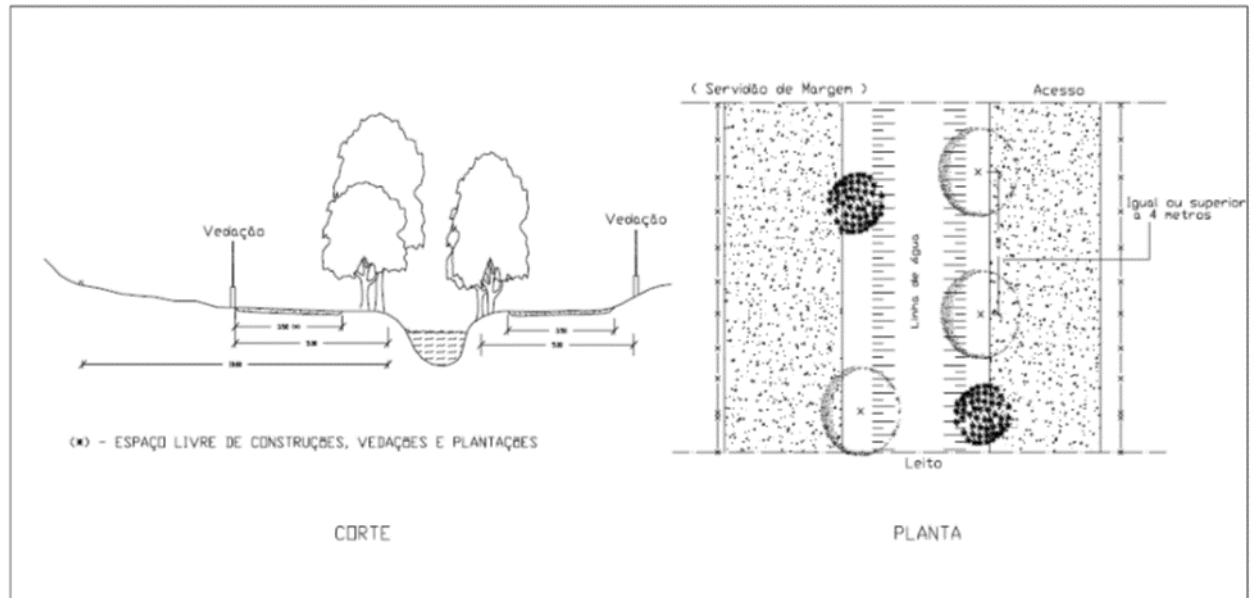 Vedação
Vedação
(*) - ESPAÇO LIVRE DE CONSTRUÇÕES, VEDAÇÕES E PLANTAÇÕES
CORTE
( Servidão de Margem )
Acesso
Igual ou superior
a 4 metros
Linha de água
Leito
PLANTA